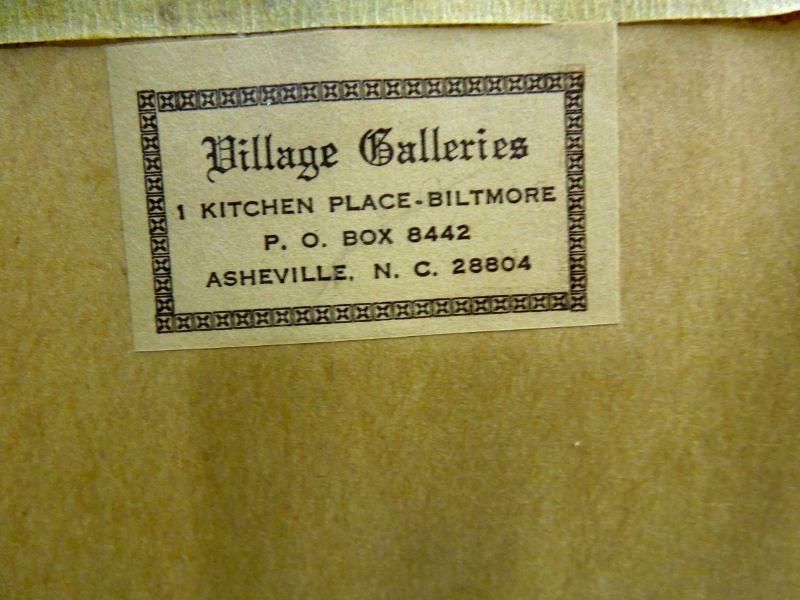 Village Galleries
1 KITCHEN PLACE-BILTMORE
P. O. BOX 8442
ASHEVILLE, N. C. 28804